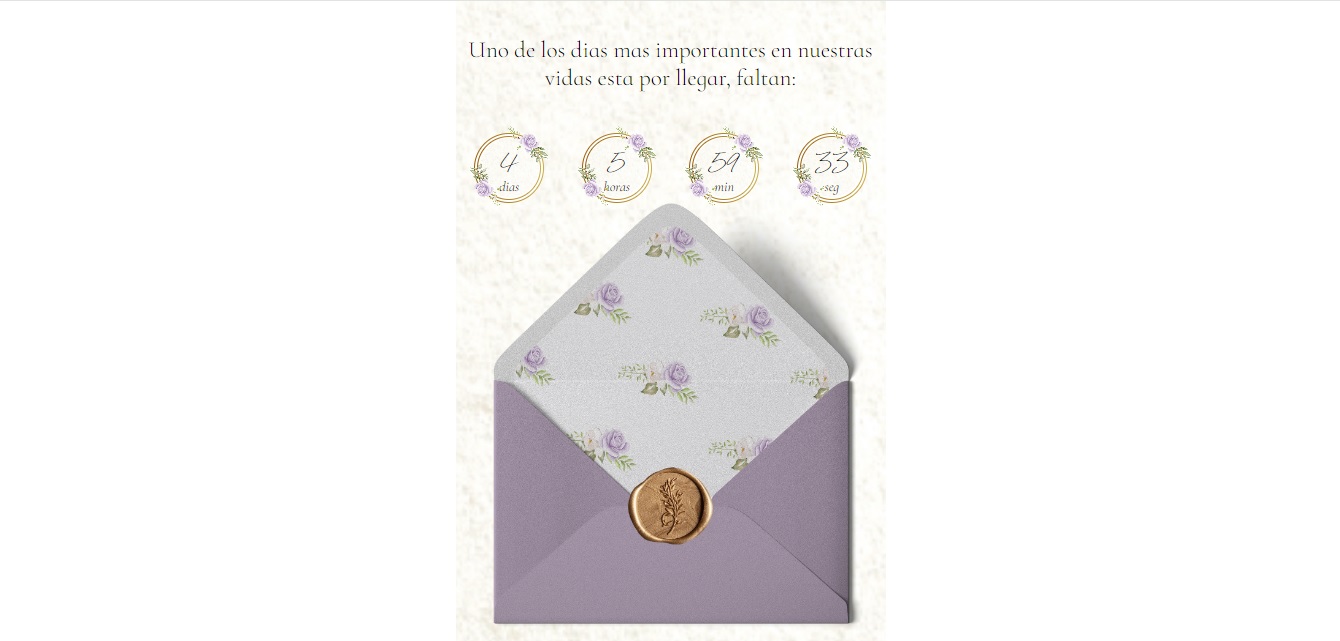 Uno de los dias mas importantes en nuestras
vidas esta por llegar, faltan:
4 5 59 33
dias horas min seg